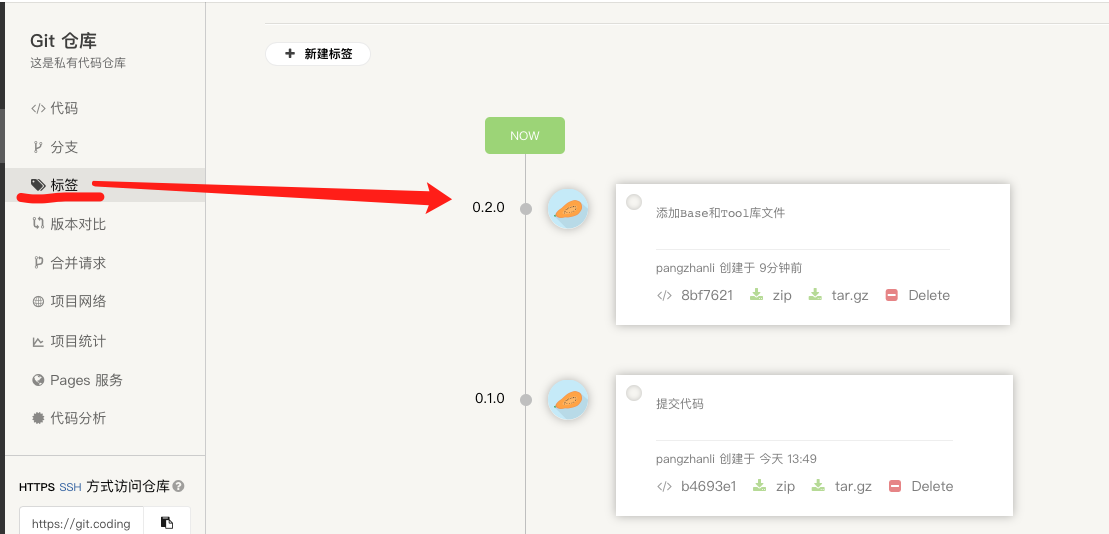 Git 仓库
这是私有代码仓库
代码
分支
标签
版本对比
合并请求
项目网络
项目统计
Pages 服务
代码分析
HTTPS SSH 方式访问仓库
https://git.coding
新建标签
NOW
0.2.0
添加Base和Tool库文件
pangzhanli 创建于 9分钟前
8bf7621 zip tar.gz Delete
0.1.0
提交代码
pangzhanli 创建于 今天 13:49
b4693e1 zip tar.gz Delete